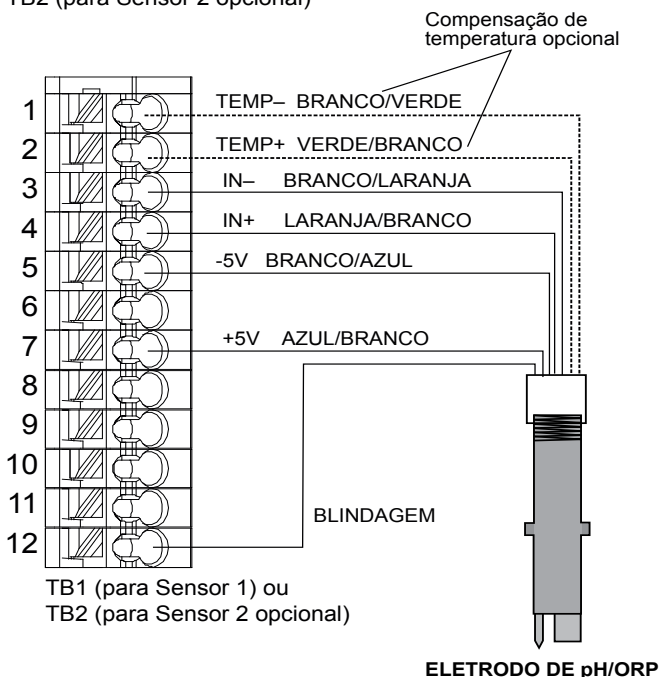 TB2 (para Sensor 2 opcional)
Compensação de
temperatura opcional
1 TEMP– BRANCO/VERDE
2 TEMP+ VERDE/BRANCO
3 IN– BRANCO/LARANJA
4 IN+ LARANJA/BRANCO
5 -5V BRANCO/AZUL
6
7 +5V AZUL/BRANCO
8
9
10
11 BLINDAGEM
12
TB1 (para Sensor 1) ou
TB2 (para Sensor 2 opcional)
ELETRODO DE pH/ORP